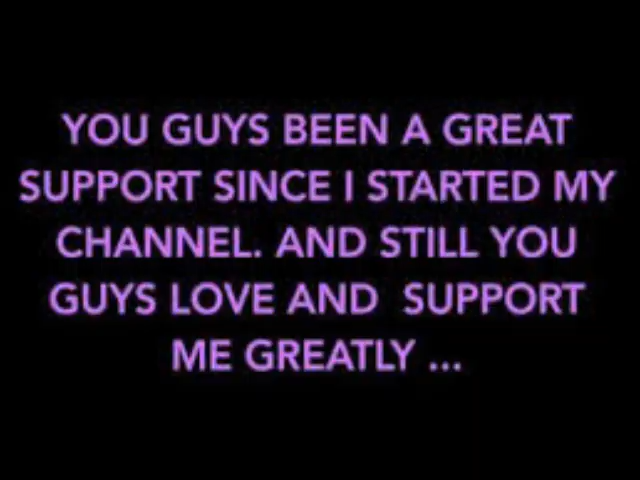 YOU GUYS BEEN A GREAT
SUPPORT SINCE I STARTED MY
CHANNEL. AND STILL YOU
GUYS LOVE AND  SUPPORT
ME GREATLY ...